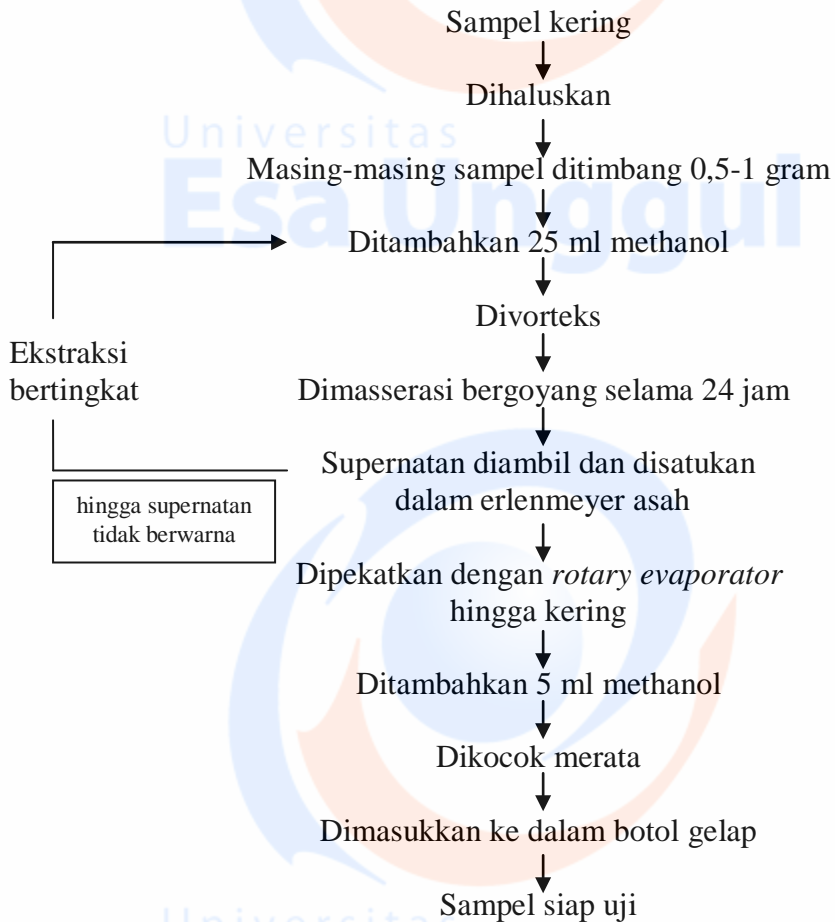 Sampel kering
Dihaluskan
Universitas
Esa Unggul
Masing-masing sampel ditimbang 0,5-1 gram
Ditambahkan 25 ml methanol
Divorteks
Ekstraksi
bertingkat
Dimasserasi bergoyang selama 24 jam
Supernatan diambil dan disatukan
dalam erlenmeyer asah
hingga supernatan
tidak berwarna
Dipekatkan dengan rotary evaporator
hingga kering
Ditambahkan 5 ml methanol
Dikocok merata
Dimasukkan ke dalam botol gelap
Sampel siap uji
Universitas